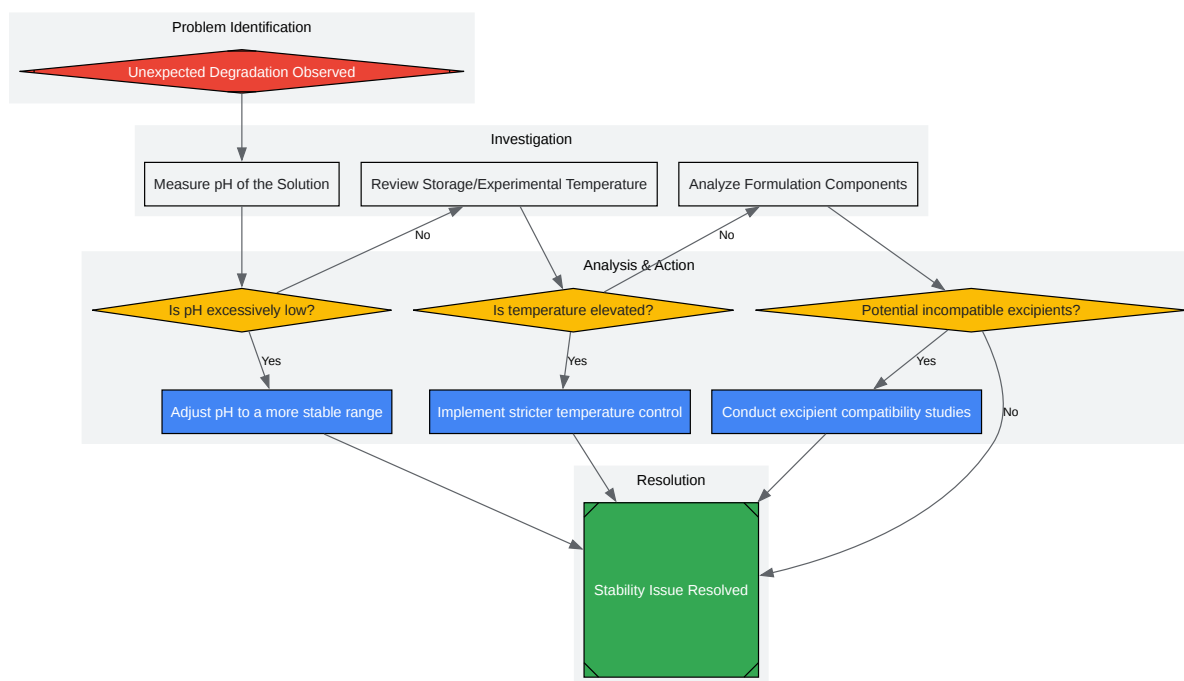 Problem Identification
Unexpected Degradation Observed
Investigation
Measure pH of the Solution
Review Storage/Experimental Temperature
Analyze Formulation Components
No
No
Analysis & Action
Is pH excessively low?
Is temperature elevated?
Potential incompatible excipients?
Yes
Yes
Yes
Adjust pH to a more stable range
Implement stricter temperature control
Conduct excipient compatibility studies
No
Resolution
Stability Issue Resolved